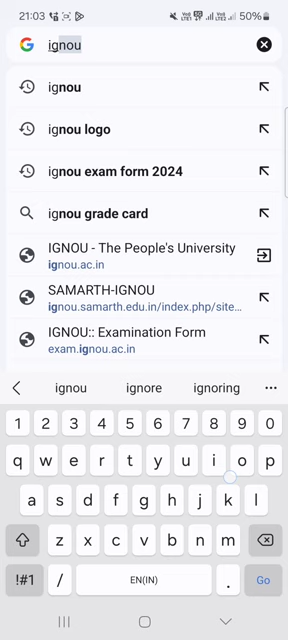 21:03 50%
ignou
ignou
ignou logo
ignou exam form 2024
ignou grade card
IGNOU - The People's University
ignou.ac.in
SAMARTH-IGNOU
ignou.samarth.edu.in/index.php/site...
IGNOU:: Examination Form
exam.ignou.ac.in
ignou ignore ignoring ...
1 2 3 4 5 6 7 8 9 0
q w e r t y u i o p
a s d f g h j k l
z x c v b n m
!#1 / EN(IN) . Go